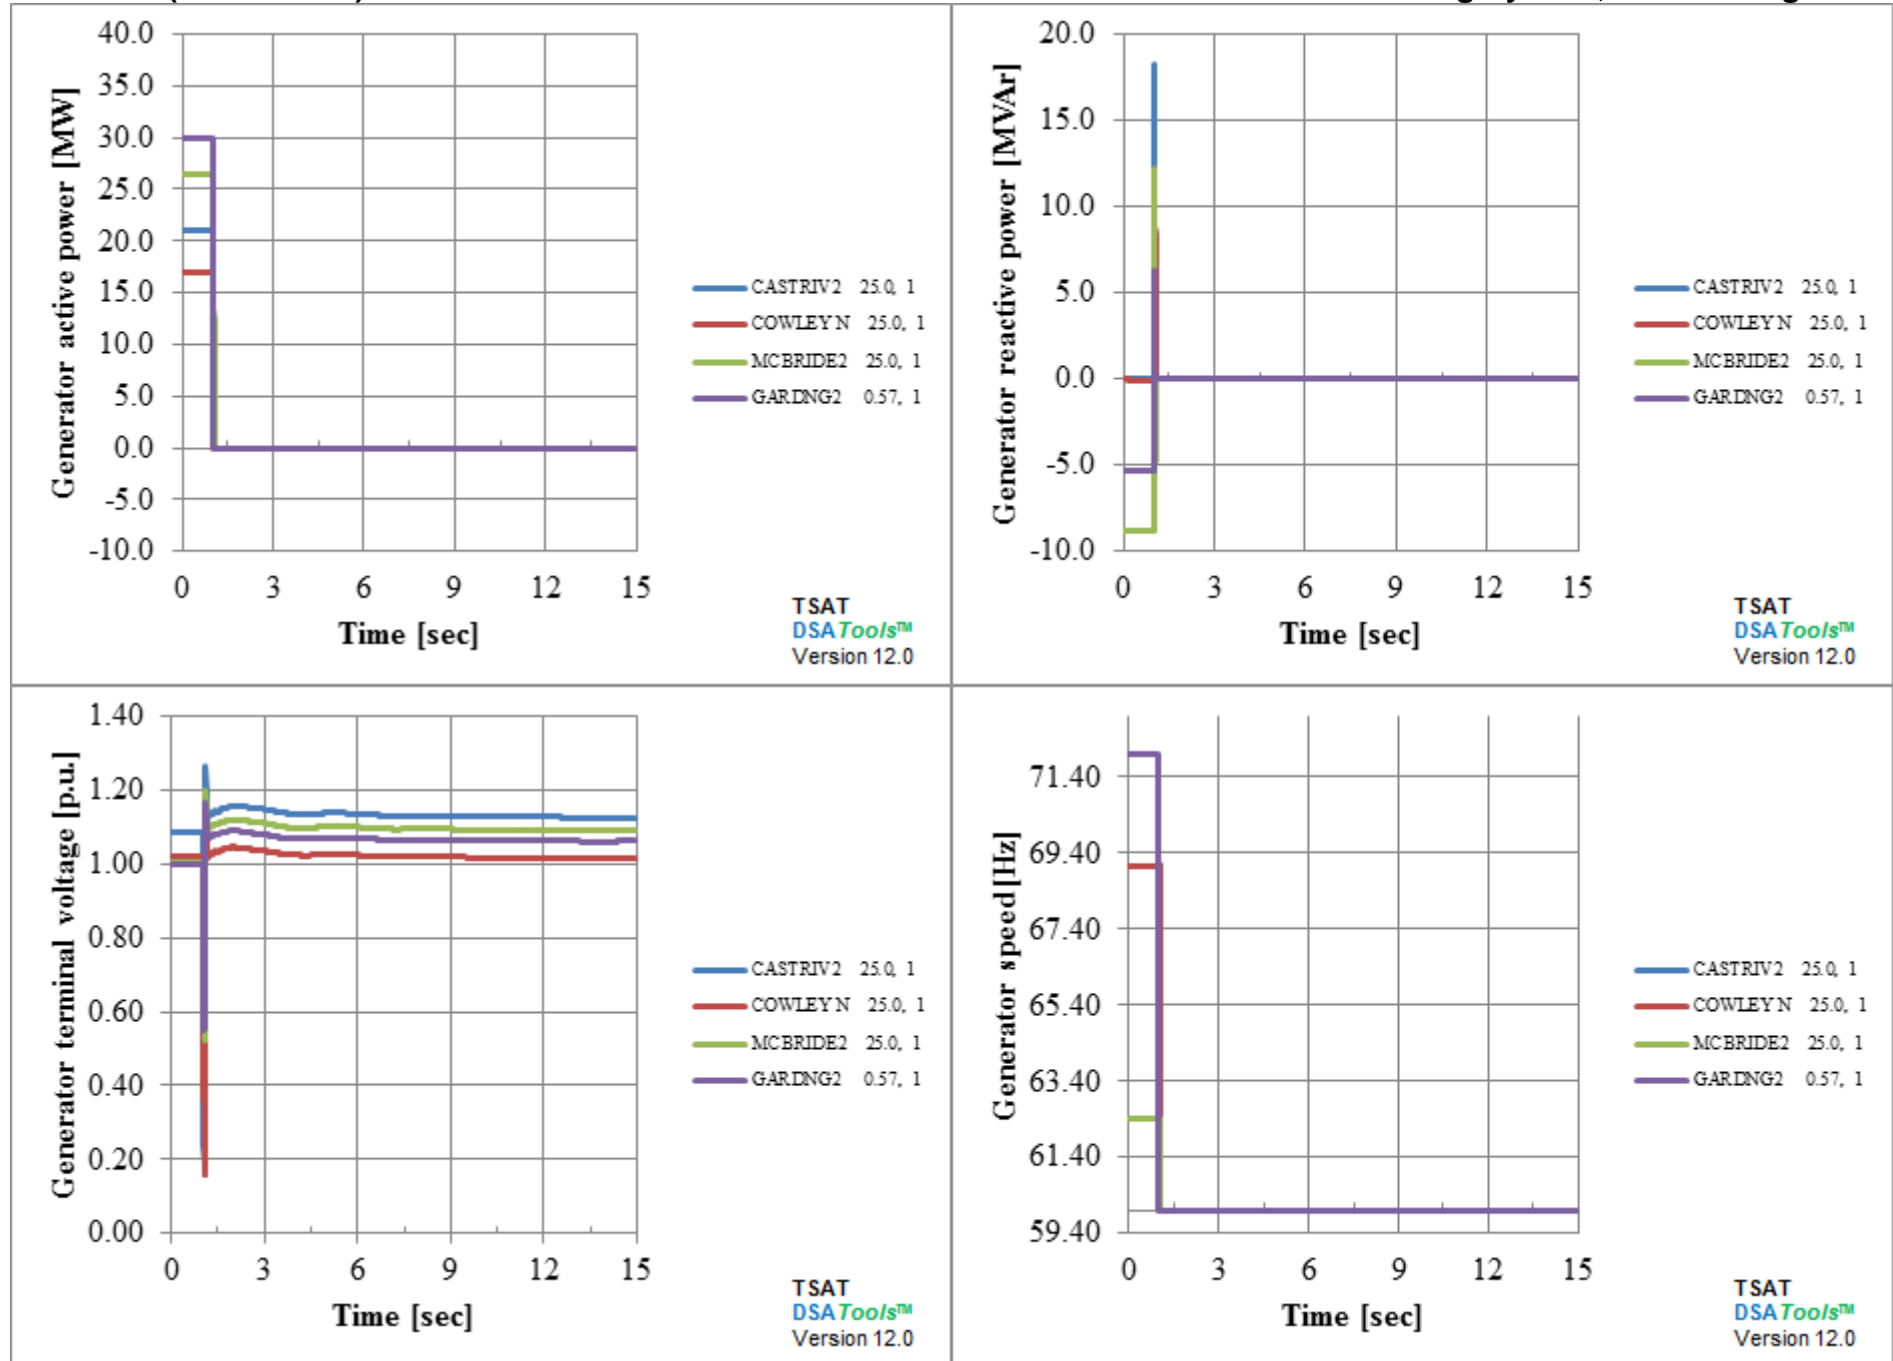 Generator active power [MW]
40.0
35.0
30.0
25.0
20.0
15.0
10.0
5.0
0.0
-5.0
-10.0
0 3 6 9 12 15
Time [sec]
CASTRIV2 25.0, 1
COWLEY N 25.0, 1
MCBRIDE2 25.0, 1
GARDNG2 0.57, 1
TSAT
DSATools™
Version 12.0
Generator reactive power [MVAr]
20.0
15.0
10.0
5.0
0.0
-5.0
-10.0
0 3 6 9 12 15
Time [sec]
CASTRIV2 25.0, 1
COWLEY N 25.0, 1
MCBRIDE2 25.0, 1
GARDNG2 0.57, 1
TSAT
DSATools™
Version 12.0
Generator terminal voltage [p.u.]
1.40
1.20
1.00
0.80
0.60
0.40
0.20
0.00
0 3 6 9 12 15
Time [sec]
CASTRIV2 25.0, 1
COWLEY N 25.0, 1
MCBRIDE2 25.0, 1
GARDNG2 0.57, 1
TSAT
DSATools™
Version 12.0
Generator speed[Hz]
71.40
69.40
67.40
65.40
63.40
61.40
59.40
0 3 6 9 12 15
Time [sec]
CASTRIV2 25.0, 1
COWLEY N 25.0, 1
MCBRIDE2 25.0, 1
GARDNG2 0.57, 1
TSAT
DSATools™
Version 12.0